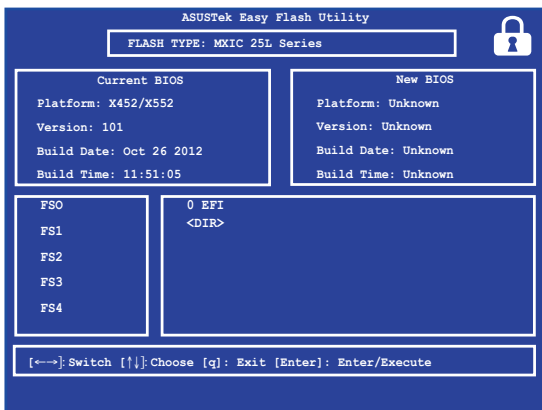 ASUSTek Easy Flash Utility
FLASH TYPE: MXIC 25L Series
Current BIOS
Platform: X452/X552
Version: 101
Build Date: Oct 26 2012
Build Time: 11:51:05
New BIOS
Platform: Unknown
Version: Unknown
Build Date: Unknown
Build Time: Unknown
FSO
FS1
FS2
FS3
FS4
0 EFI
<DIR>
[←→]: Switch [↑↓]: Choose [q]: Exit [Enter]: Enter/Execute